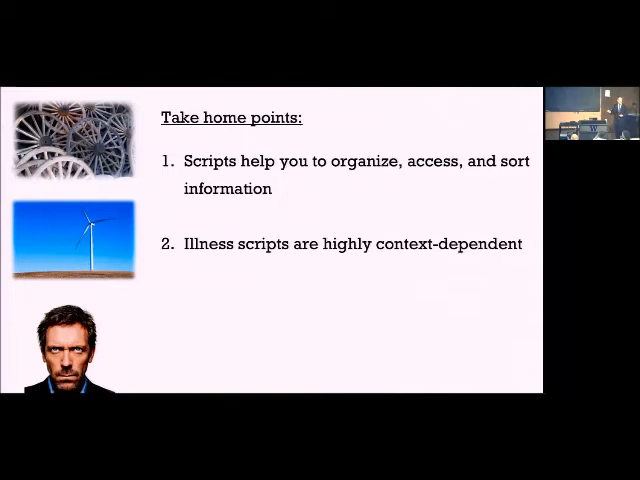 Take home points:
1. Scripts help you to organize, access, and sort
information
2. Illness scripts are highly context-dependent